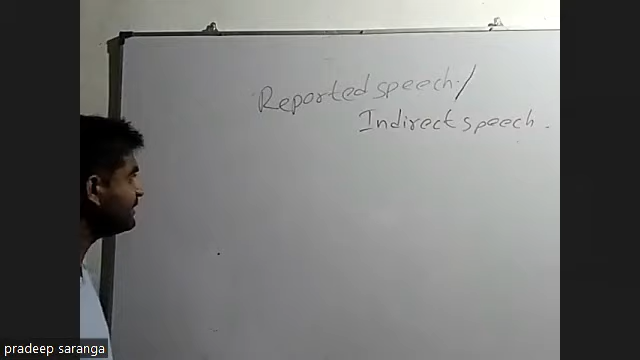 Reported speech /
Indirect speech.
pradeep saranga